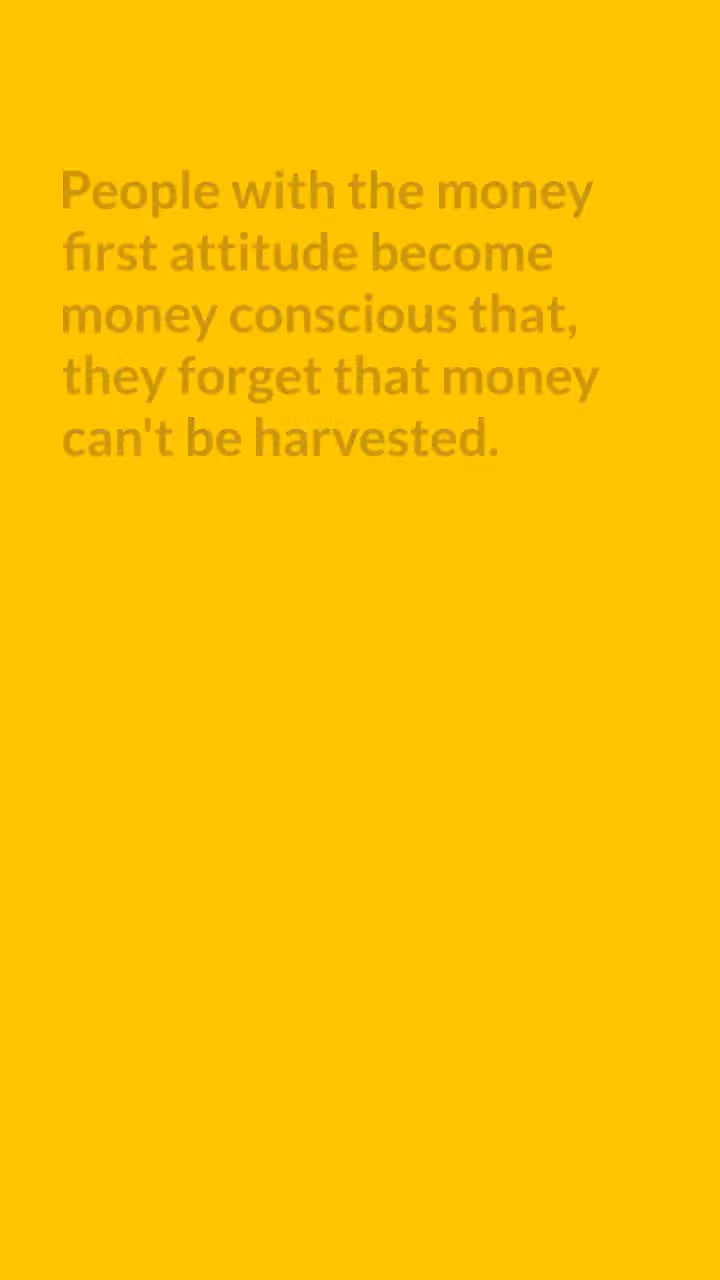 People with the money
first attitude become
money conscious that,
they forget that money
can't be harvested.